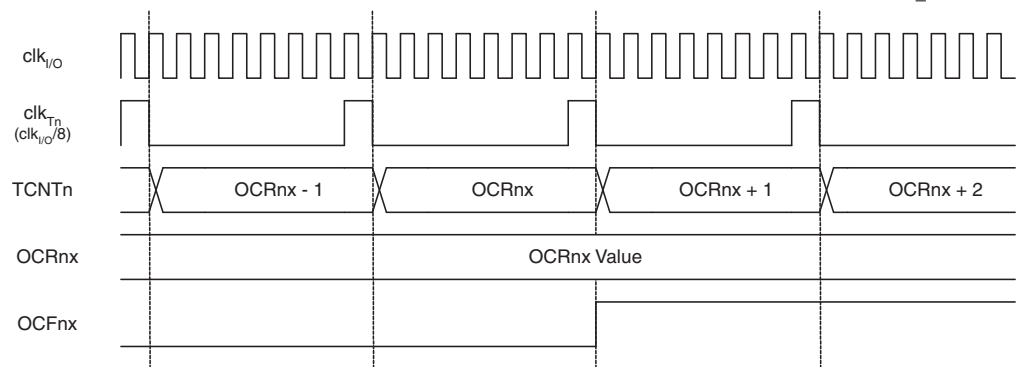 clkI/O
clkTn
(clkI/O/8)
TCNTn OCRnx - 1 OCRnx OCRnx + 1 OCRnx + 2
OCRnx OCRnx Value
OCFnx